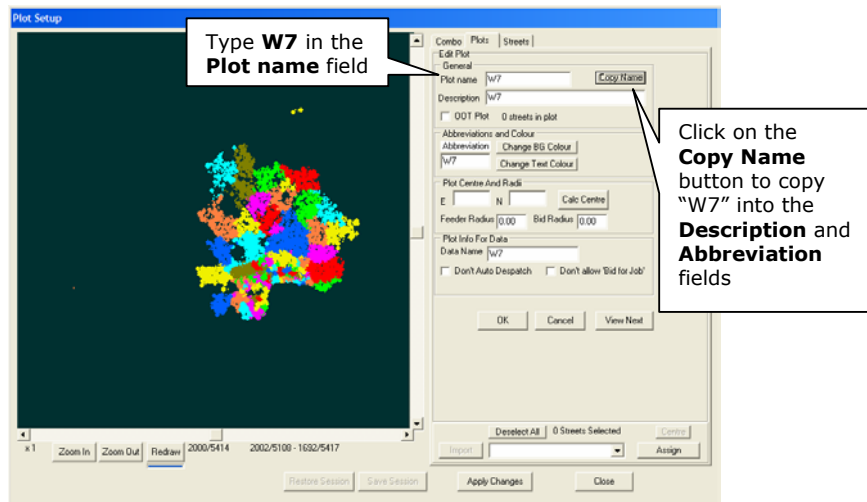 Plot Setup
Type W7 in the
Plot name field
Combo Plots Streets
Edit Plot
General
Plot name W7 Copy Name
Description W7
OOT Plot 0 streets in plot
Abbreviations and Colour
Abbreviation Change BG Colour
W7 Change Text Colour
Plot Centre And Radii
E N Calc Centre
Feeder Radius 0.00 Bid Radius 0.00
Plot Info For Data
Data Name W7
Don't Auto Despatch Don't allow 'Bid for Job'
OK Cancel View Next
Click on the
Copy Name
button to copy
“W7” into the
Description and
Abbreviation
fields
Deselect All 0 Streets Selected Centre
Import Assign
x 1 Zoom In Zoom Out Redraw 2000/5414 2002/5108 - 1692/5417
Restore Session Save Session Apply Changes Close